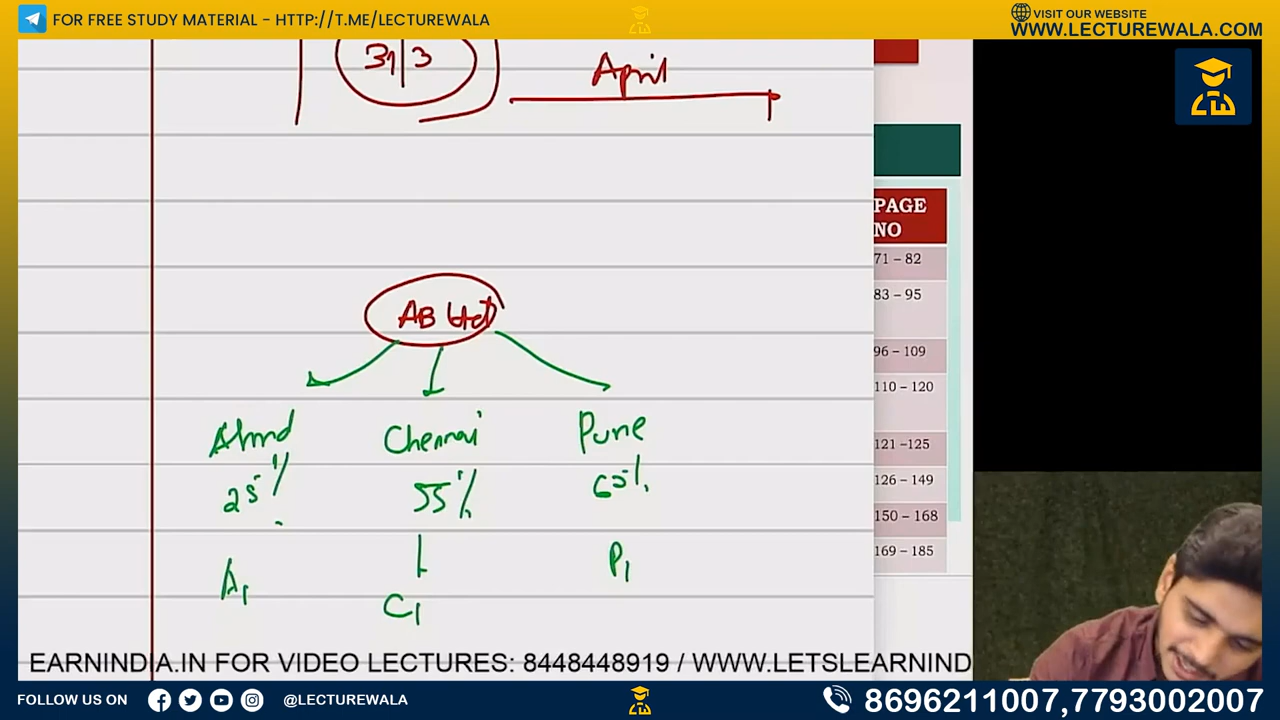 FOR FREE STUDY MATERIAL - HTTP://T.ME/LECTUREWALA
VISIT OUR WEBSITE
WWW.LECTUREWALA.COM
31/3
April
PAGE
NO
71 – 82
83 – 95
96 – 109
110 – 120
121 –125
126 – 149
150 – 168
169 – 185
AB Ltd
Ahmd Chennai Pune
25% 55% 60%
A1 C1 P1
EARNINDIA.IN FOR VIDEO LECTURES: 8448448919 / WWW.LETSLEARNIND
FOLLOW US ON @LECTUREWALA 8696211007,7793002007